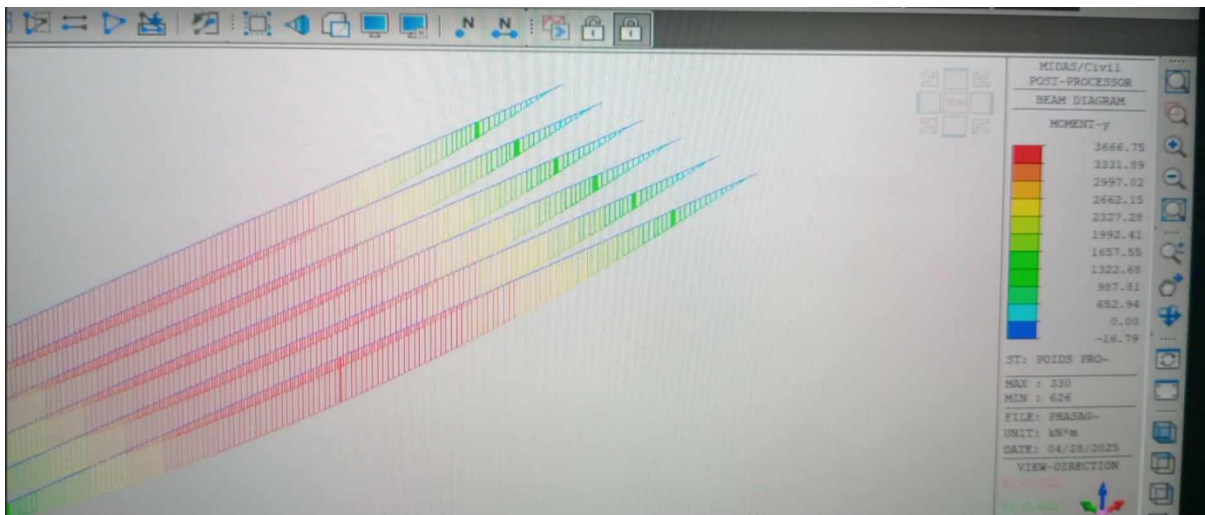 N N
MIDAS/Civil
POST-PROCESSOR
BEAM DIAGRAM
MOMENT-y
3666.75
3331.89
2997.02
2662.15
2327.28
1992.41
1657.55
1322.68
987.81
652.94
0.00
-16.79
ST: POIDS PRO~
MAX : 330
MIN : 626
FILE: PHASAG~
UNIT: kN*m
DATE: 04/28/2025
VIEW-DIRECTION